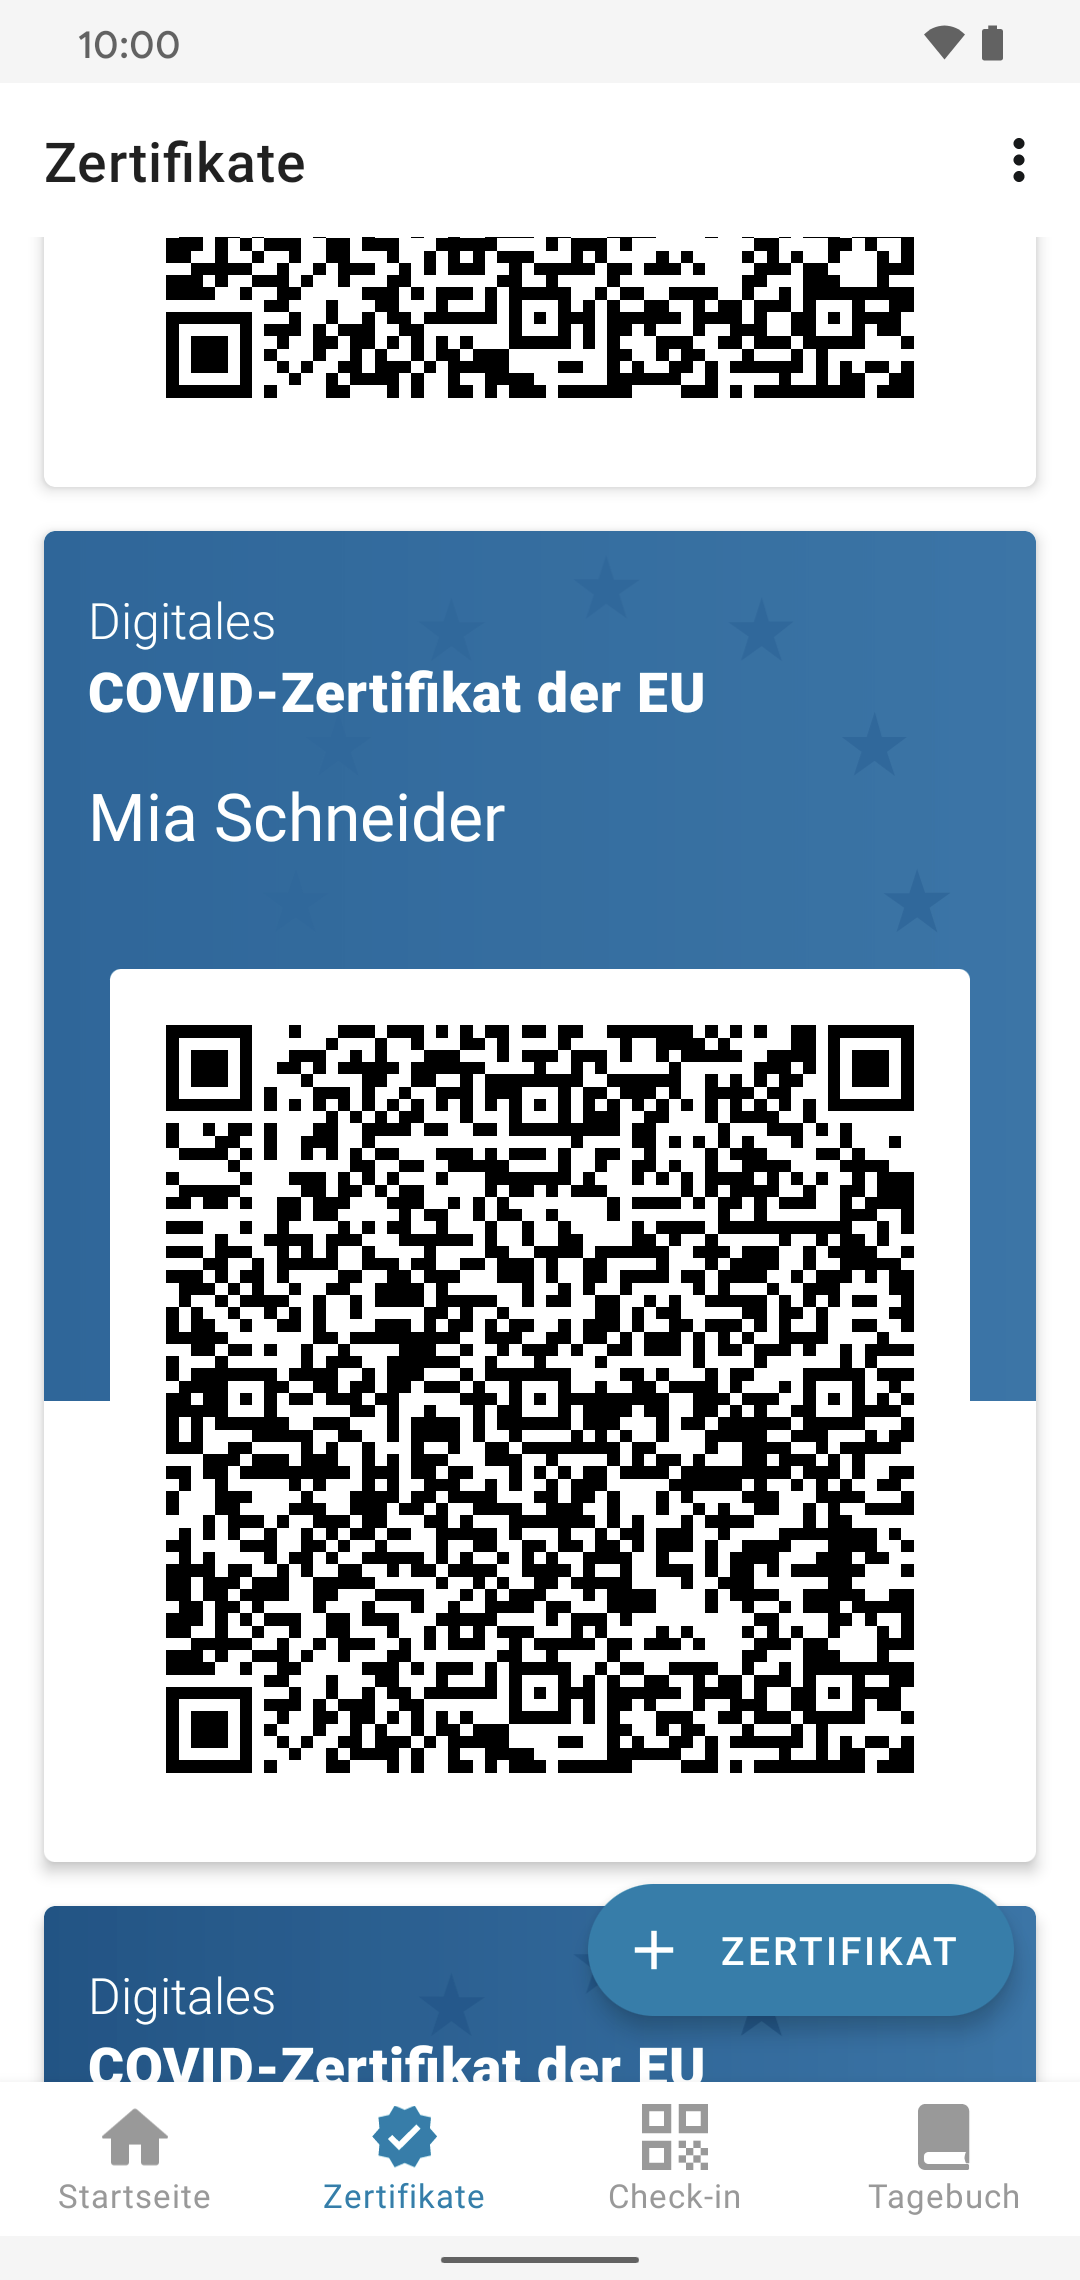 10:00
Zertifikate
Digitales
COVID-Zertifikat der EU
Mia Schneider
Digitales
COVID-Zertifikat der EU
ZERTIFIKAT
Startseite
Zertifikate
Check-in
Tagebuch